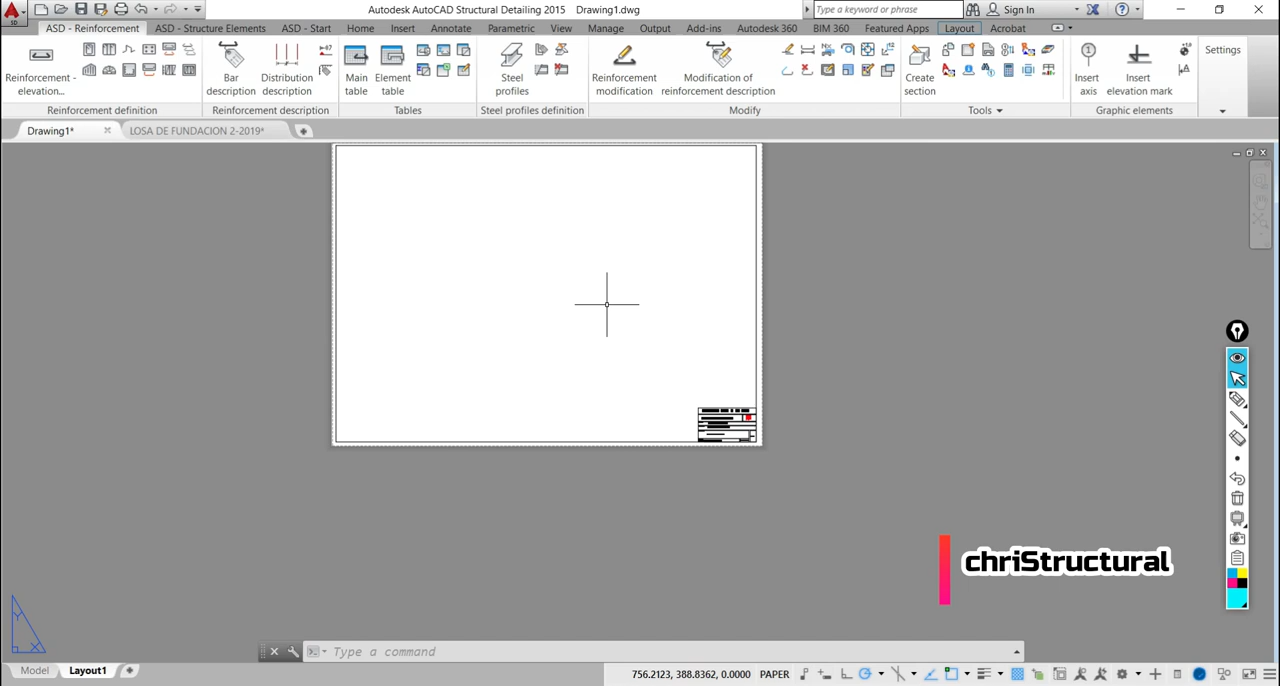 Autodesk AutoCAD Structural Detailing 2015 Drawing1.dwg
Type a keyword or phrase
Sign In
SD
ASD - Reinforcement ASD - Structure Elements ASD - Start Home Insert Annotate Parametric View Manage Add-ins Autodesk 360 Output BIM 360 Featured Apps Layout Acrobat
Reinforcement -
elevation...
Bar
description
Distribution
description
Main
table
Element
table
Steel
profiles
Reinforcement
modification
Modification of
reinforcement description
Create
section
Insert
axis
Insert
elevation mark
Settings
Reinforcement definition Reinforcement description Tables Steel profiles definition Modify Tools Graphic elements
Drawing1* LOSA DE FUNDACION 2-2019*
chriStructural
Y
X
Type a command
Model Layout1
756.2123, 388.8362, 0.0000 PAPER